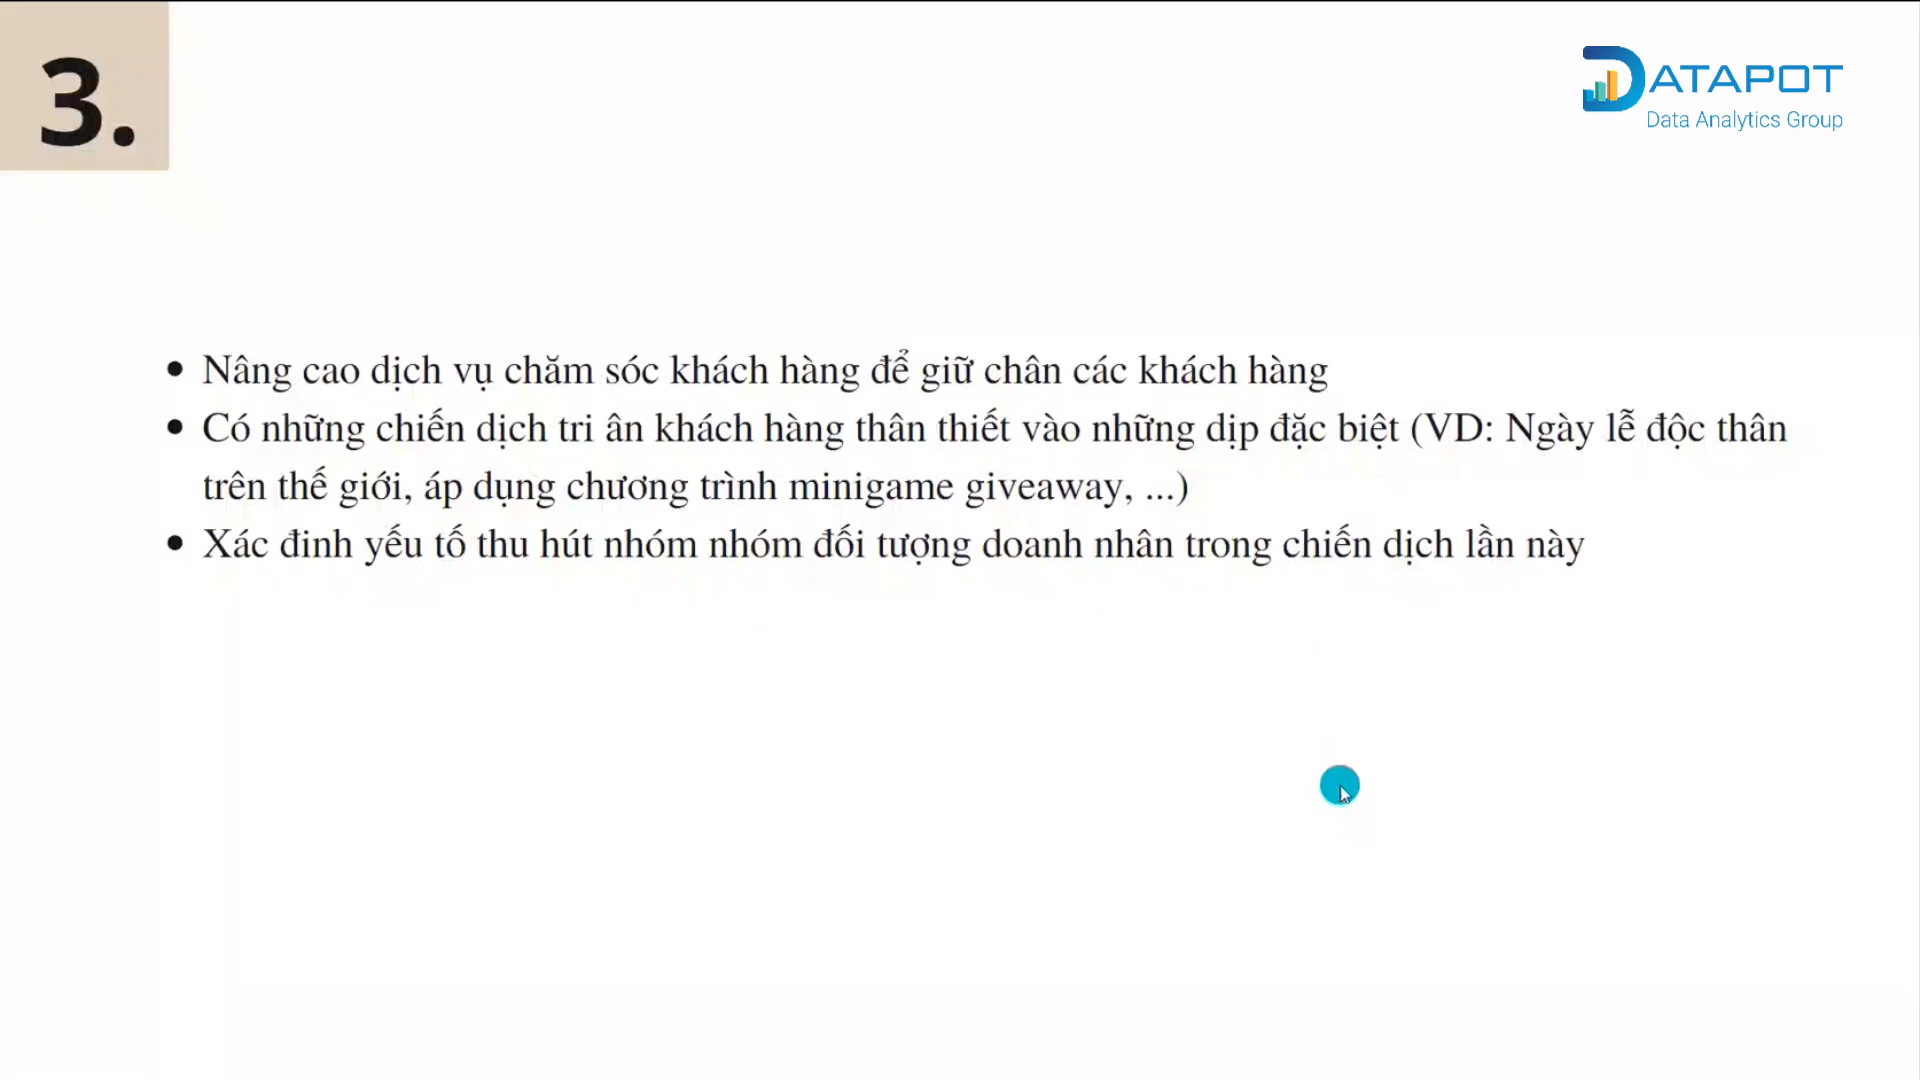 3.
DATAPOT
Data Analytics Group
• Nâng cao dịch vụ chăm sóc khách hàng để giữ chân các khách hàng
• Có những chiến dịch tri ân khách hàng thân thiết vào những dịp đặc biệt (VD: Ngày lễ độc thân
trên thế giới, áp dụng chương trình minigame giveaway, ...)
• Xác đinh yếu tố thu hút nhóm nhóm đối tượng doanh nhân trong chiến dịch lần này